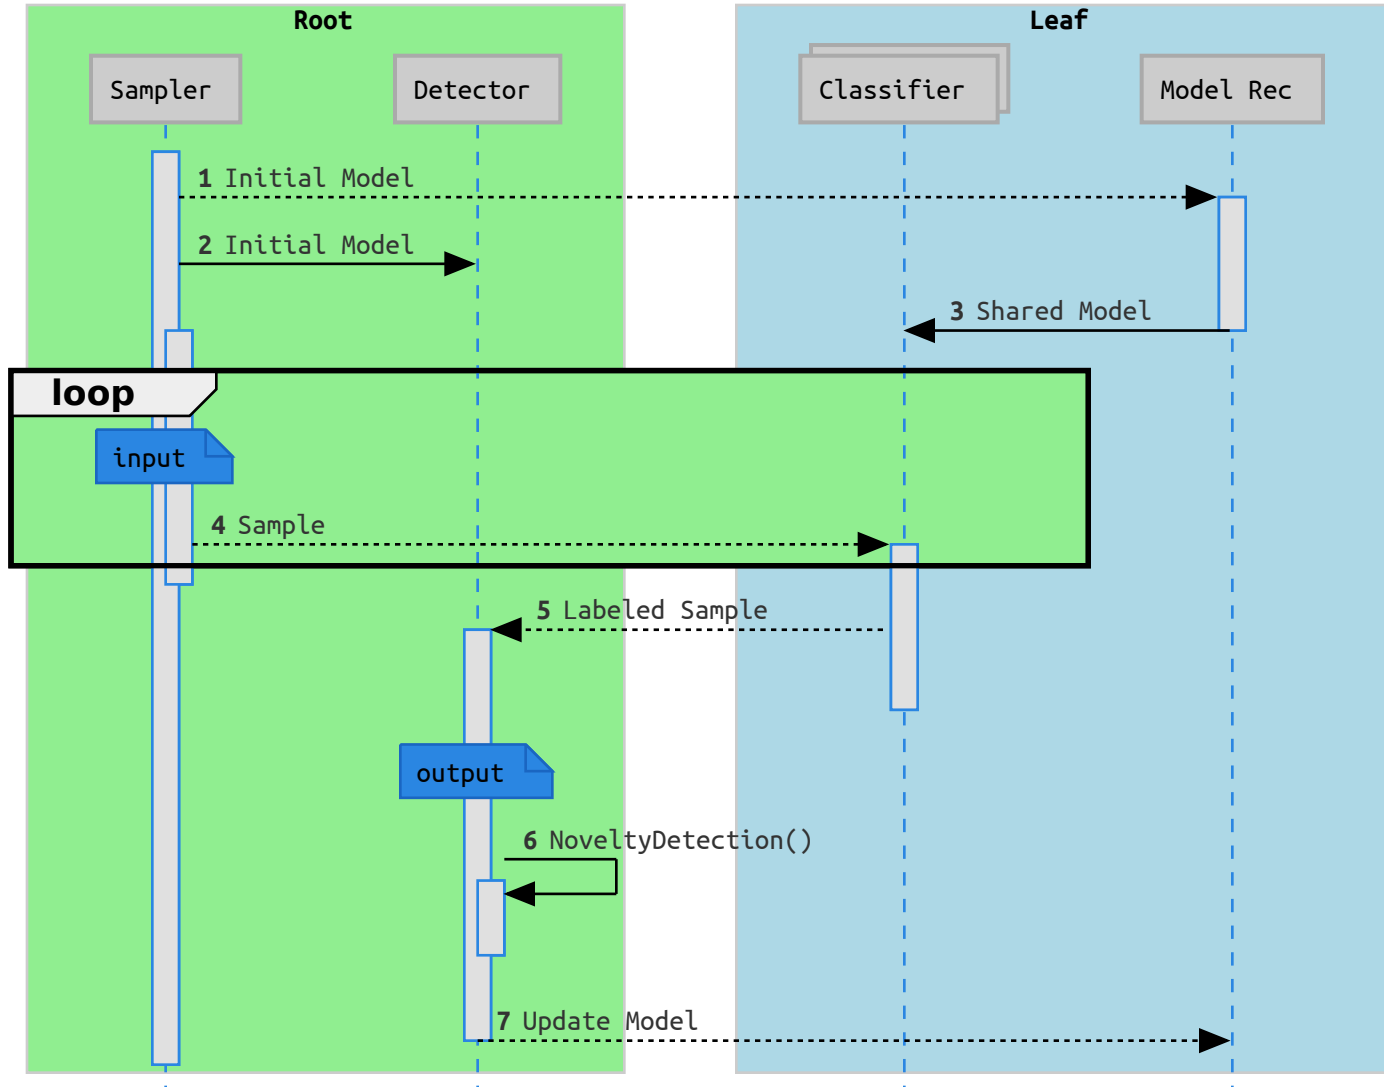 Root
Leaf
Sampler
Detector
Classifier
Model Rec
1 Initial Model
2 Initial Model
3 Shared Model
loop
input
4 Sample
5 Labeled Sample
output
6 NoveltyDetection()
7 Update Model